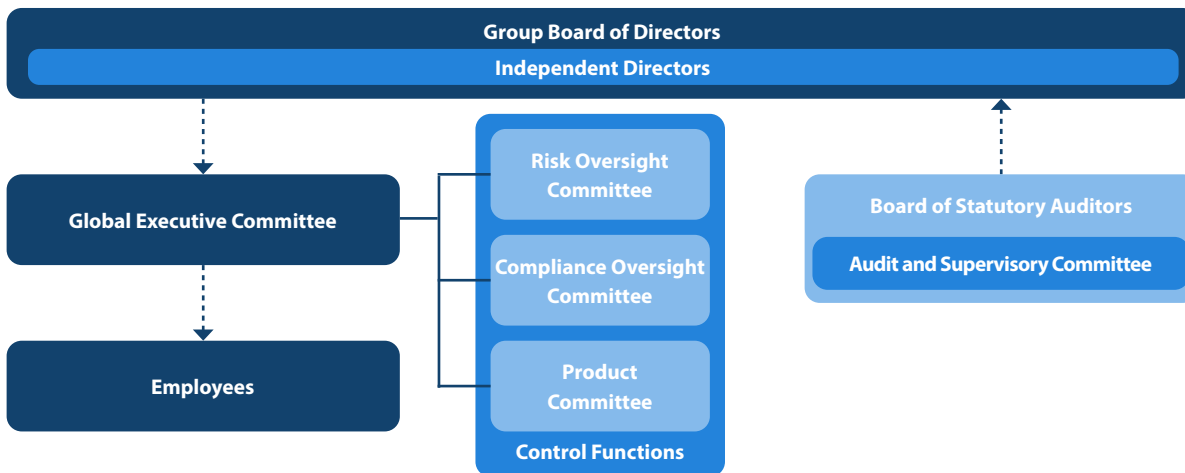 Group Board of Directors
Independent Directors
Global Executive Committee
Employees
Risk Oversight
Committee
Compliance Oversight
Committee
Product
Committee
Control Functions
Board of Statutory Auditors
Audit and Supervisory Committee